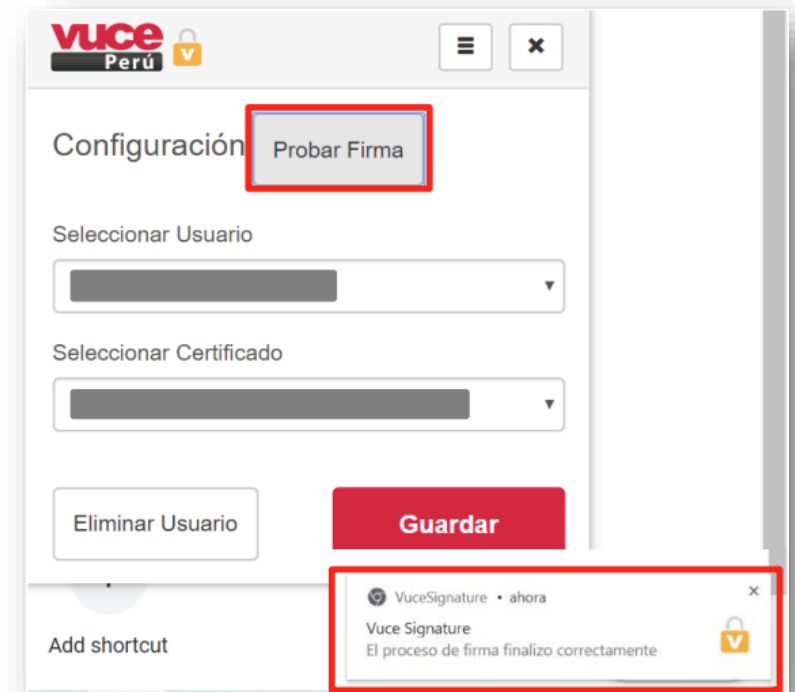 vuce
Perú
V
Configuración
Probar Firma
Seleccionar Usuario
Seleccionar Certificado
Eliminar Usuario
Guardar
Add shortcut
VuceSignature • ahora
Vuce Signature
El proceso de firma finalizo correctamente
V